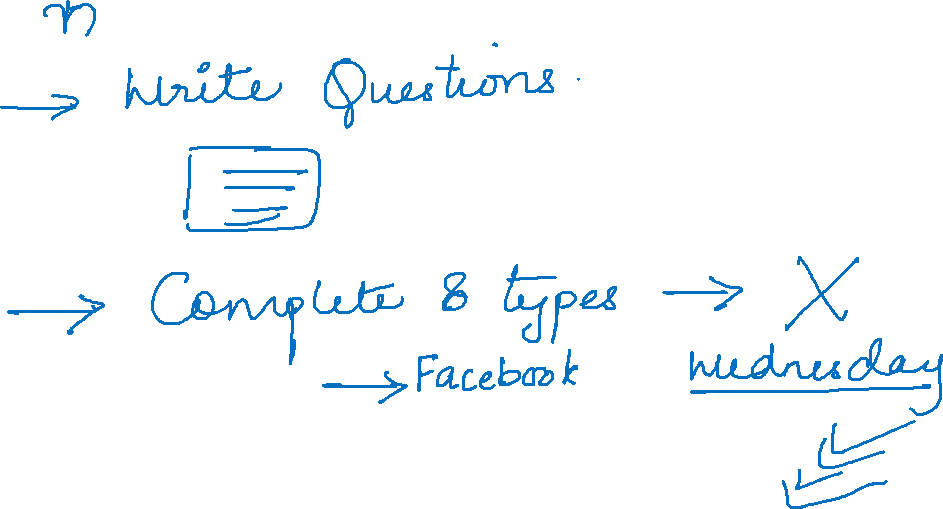 n
→ Write Questions.
→ Complete 8 types → X
→ Facebook
Wednesday